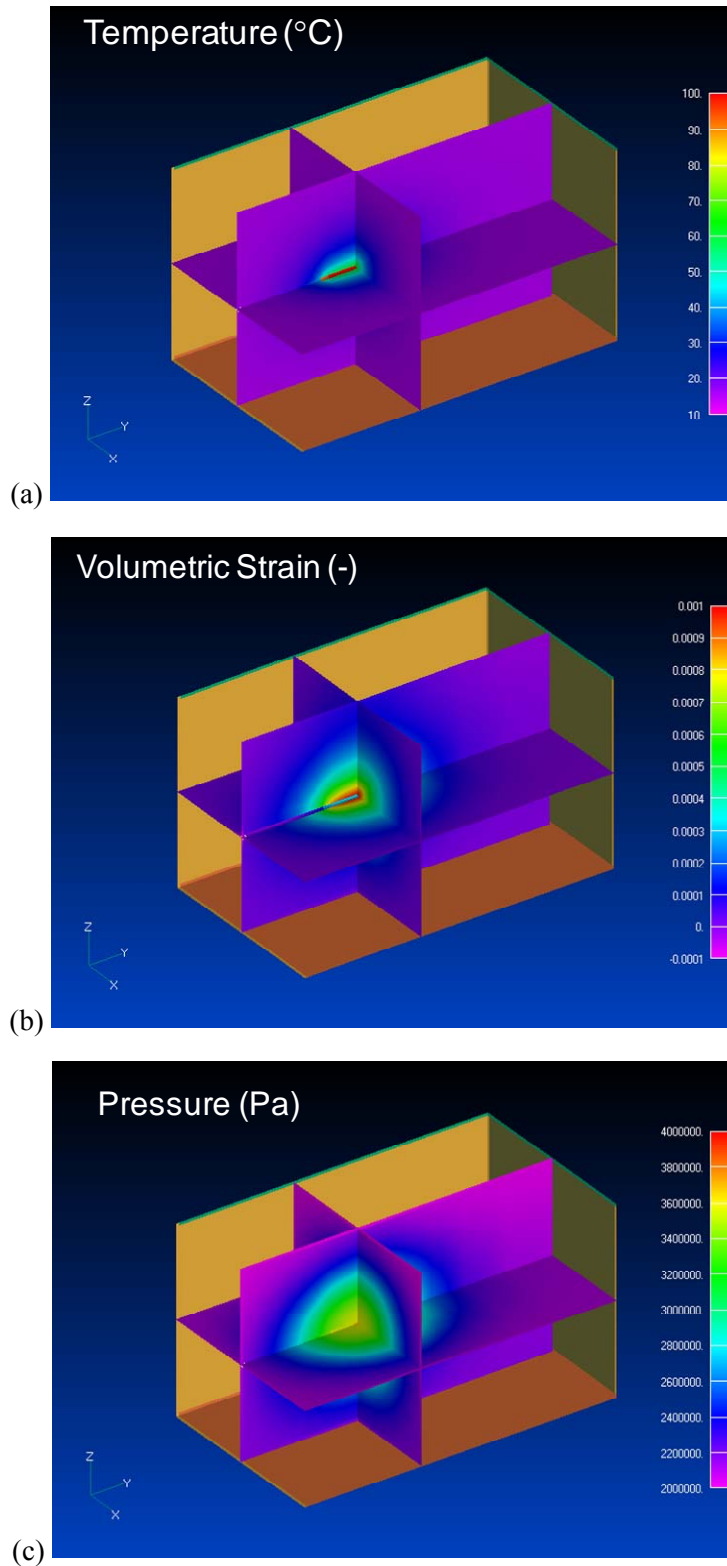 Temperature (°C)
100.
90.
80.
70.
60.
50.
40.
30.
20.
10.
Z
Y
X
(a)
Volumetric Strain (-)
0.001
0.0009
0.0008
0.0007
0.0006
0.0005
0.0004
0.0003
0.0002
0.0001
0.
-0.0001
Z
Y
X
(b)
Pressure (Pa)
4000000.
3800000.
3600000.
3400000.
3200000.
3000000.
2800000.
2600000.
2400000.
2200000.
2000000.
Z
Y
X
(c)